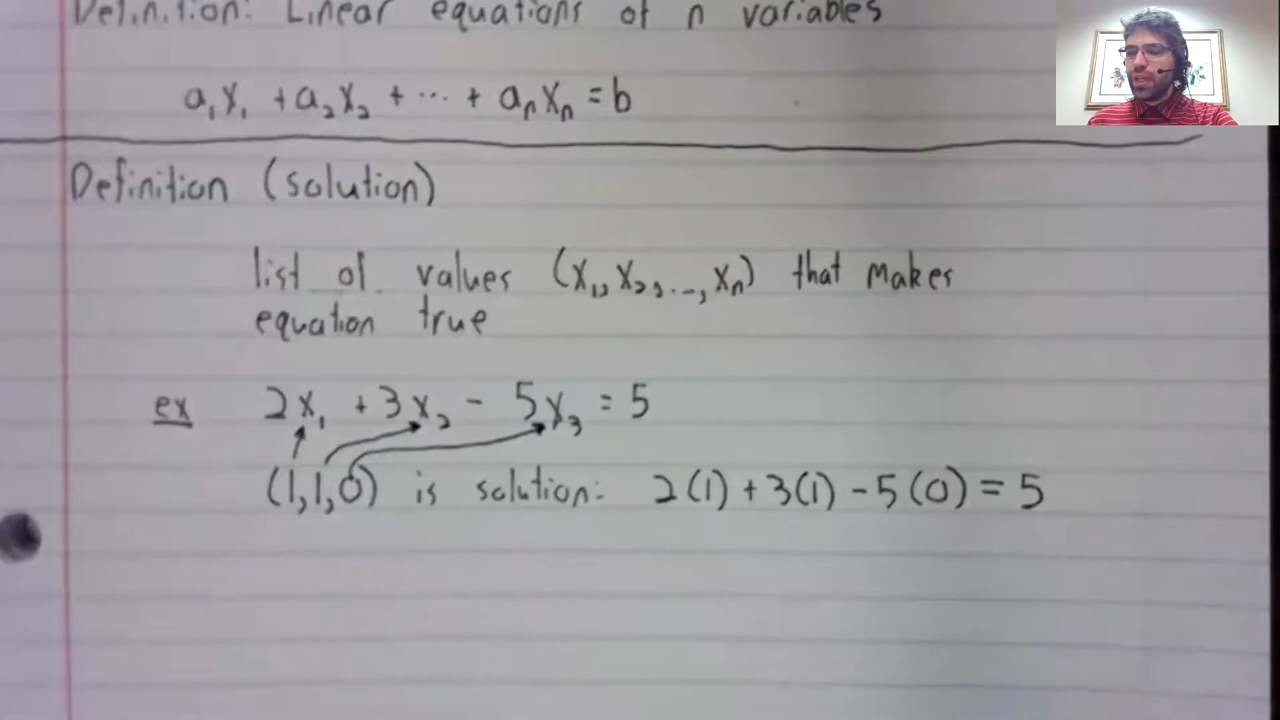 Definition: Linear equations of n variables
a₁x₁ + a₂x₂ + ... + aₙxₙ = b
Definition (solution)
list of values (x₁, x₂, ..., xₙ) that makes
equation true
ex 2x₁ + 3x₂ - 5x₃ = 5
(1,1,0) is solution: 2(1) + 3(1) - 5(0) = 5